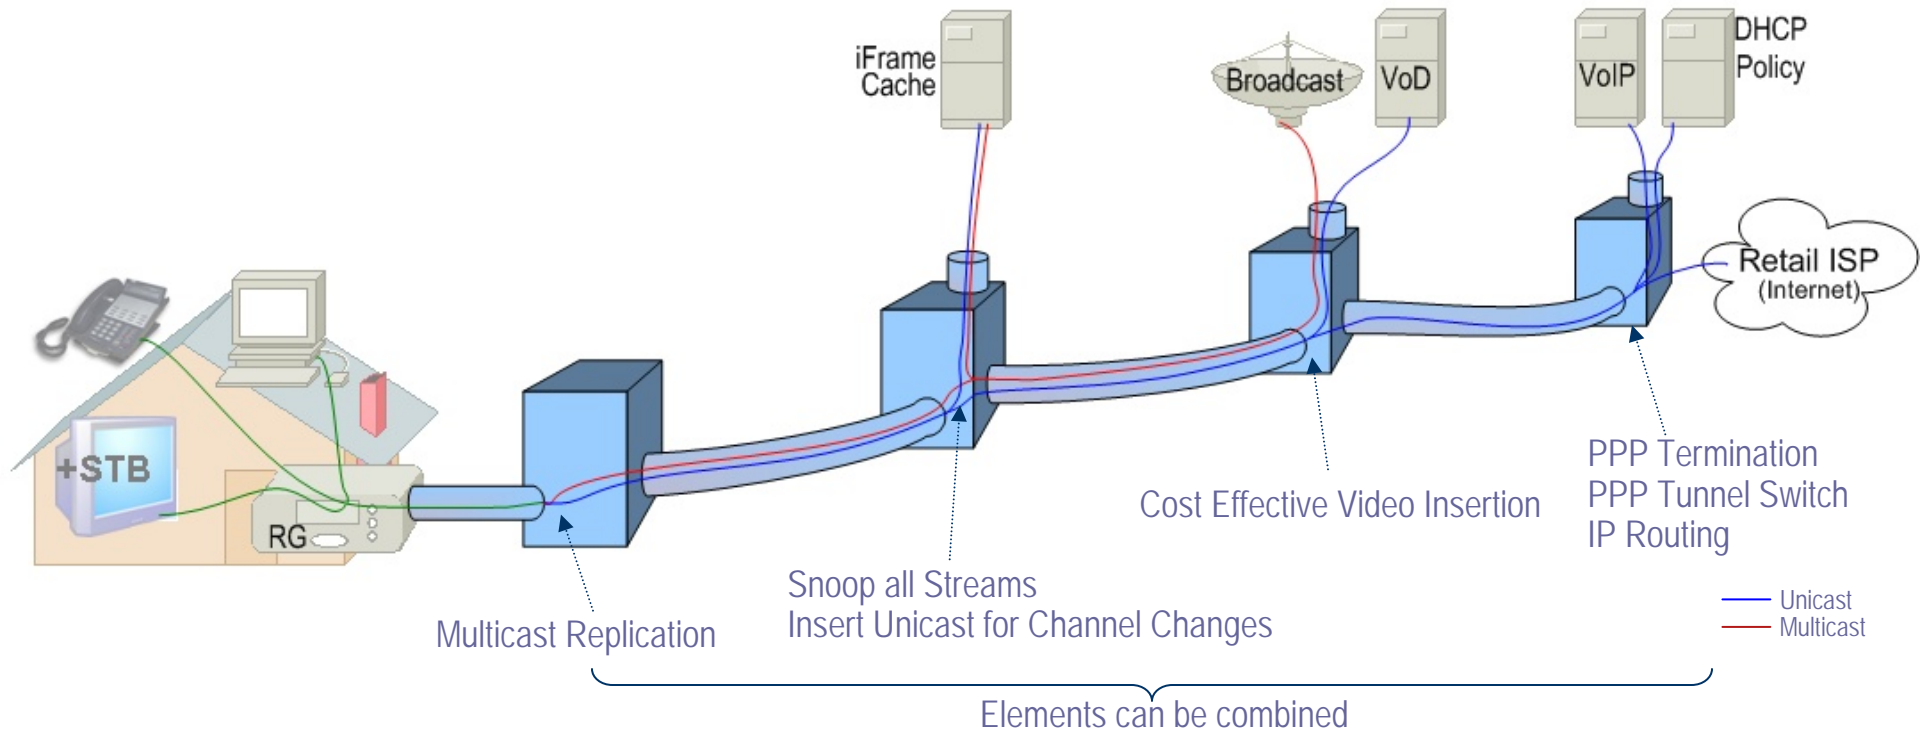 iFrame
Cache
Broadcast
VoD
VoIP
DHCP
Policy
Retail ISP
(Internet)
+STB
RG
PPP Termination
PPP Tunnel Switch
IP Routing
Cost Effective Video Insertion
Snoop all Streams
Insert Unicast for Channel Changes
Multicast Replication
Unicast
Multicast
Elements can be combined